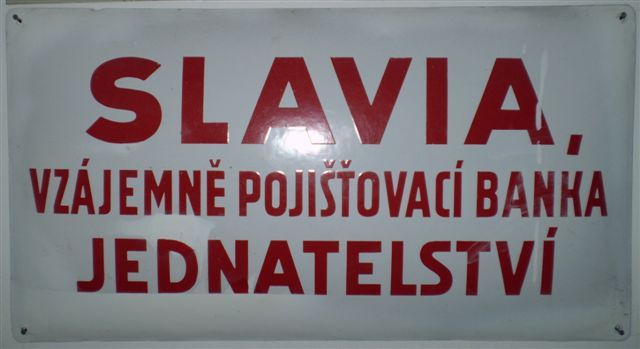 SLAVIA,
VZÁJEMNĚ POJIŠŤOVACÍ BANKA
JEDNATELSTVÍ